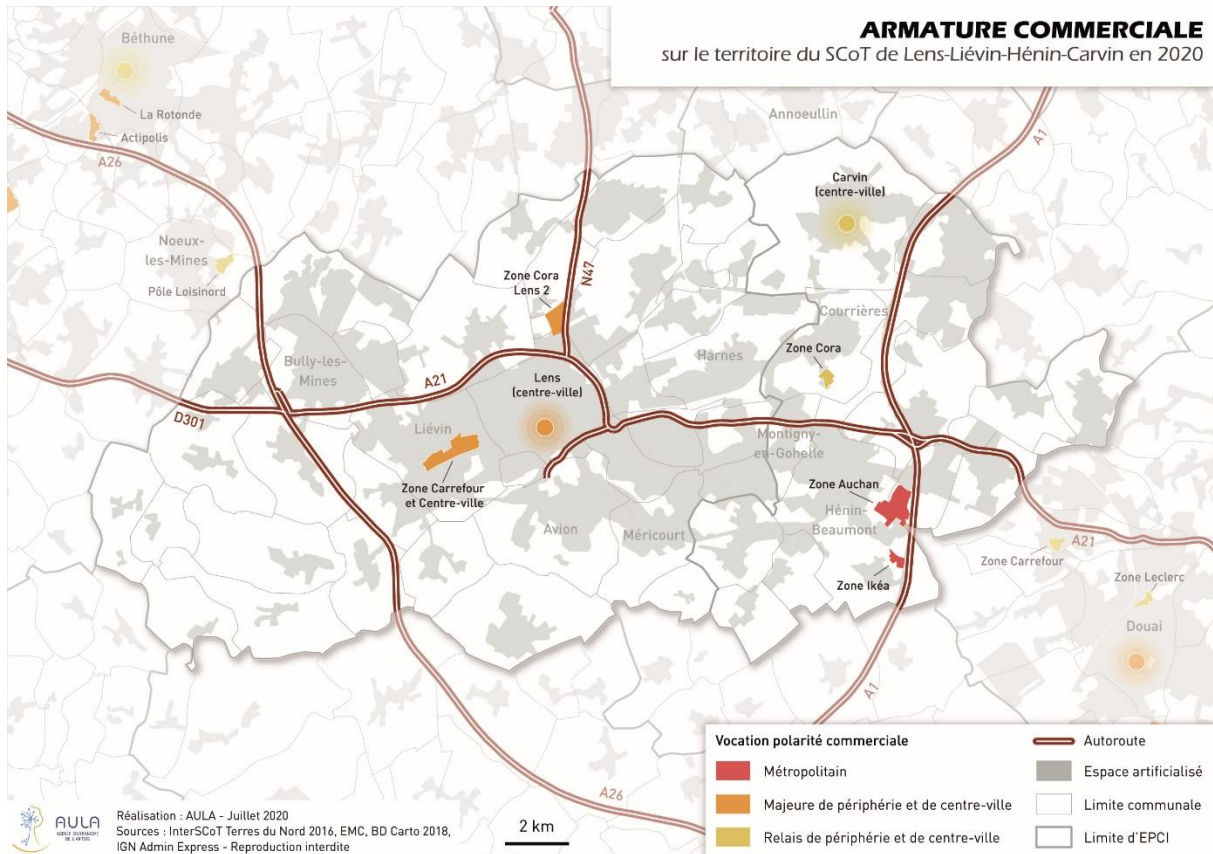 ARMATURE COMMERCIALE
sur le territoire du SCoT de Lens-Liévin-Hénin-Carvin en 2020
Béthune
La Rotonde
Actipolis
A26
Annoeullin
A1
Carvin
(centre-ville)
Noeux-
les-Mines
Pôle Loisinord
Zone Cora
Lens 2
N47
Courrières
Zone Cora
Harnes
Bully-les-
Mines
A21
Lens
(centre-ville)
D301
Liévin
Zone Carrefour
et Centre-ville
Montigny-
en-Gohelle
Zone Auchan
Hénin-
Beaumont
Avion
Méricourt
Zone Ikéa
A21
Zone Carrefour
Zone Leclerc
Douai
A1
A26
Vocation polarité commerciale
Métropolitain
Majeure de périphérie et de centre-ville
Relais de périphérie et de centre-ville
Autoroute
Espace artificialisé
Limite communale
Limite d'EPCI
AULA
AGENCE D'URBANISME
DE L'ARTOIS
Réalisation : AULA - Juillet 2020
Sources : InterSCoT Terres du Nord 2016, EMC, BD Carto 2018,
IGN Admin Express - Reproduction interdite
2 km